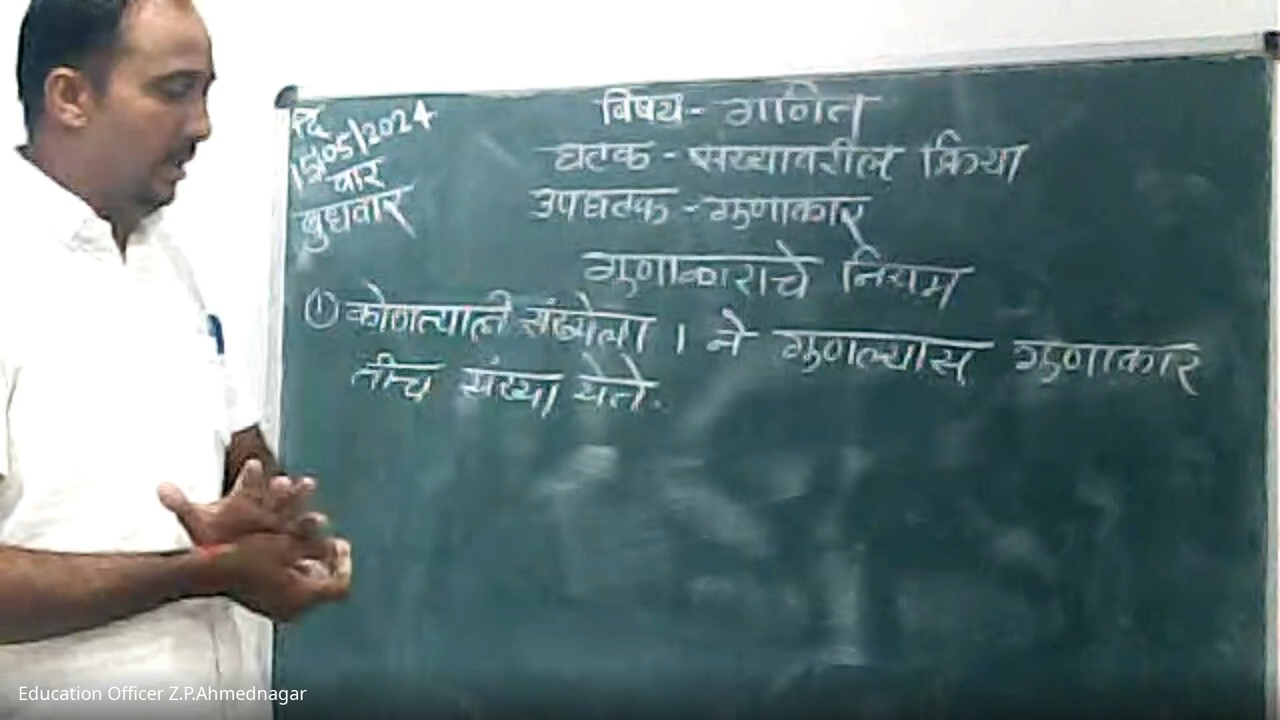 दि
15/05/2024
वार
बुधवार
विषय - गणित
घटक - संख्यावरील क्रिया
उपघटक - गुणाकार
गुणाकाराचे नियम
① कोणत्याही संख्येला 1 ने गुणल्यास गुणाकार
तीच संख्या येते.
Education Officer Z.P.Ahmednagar